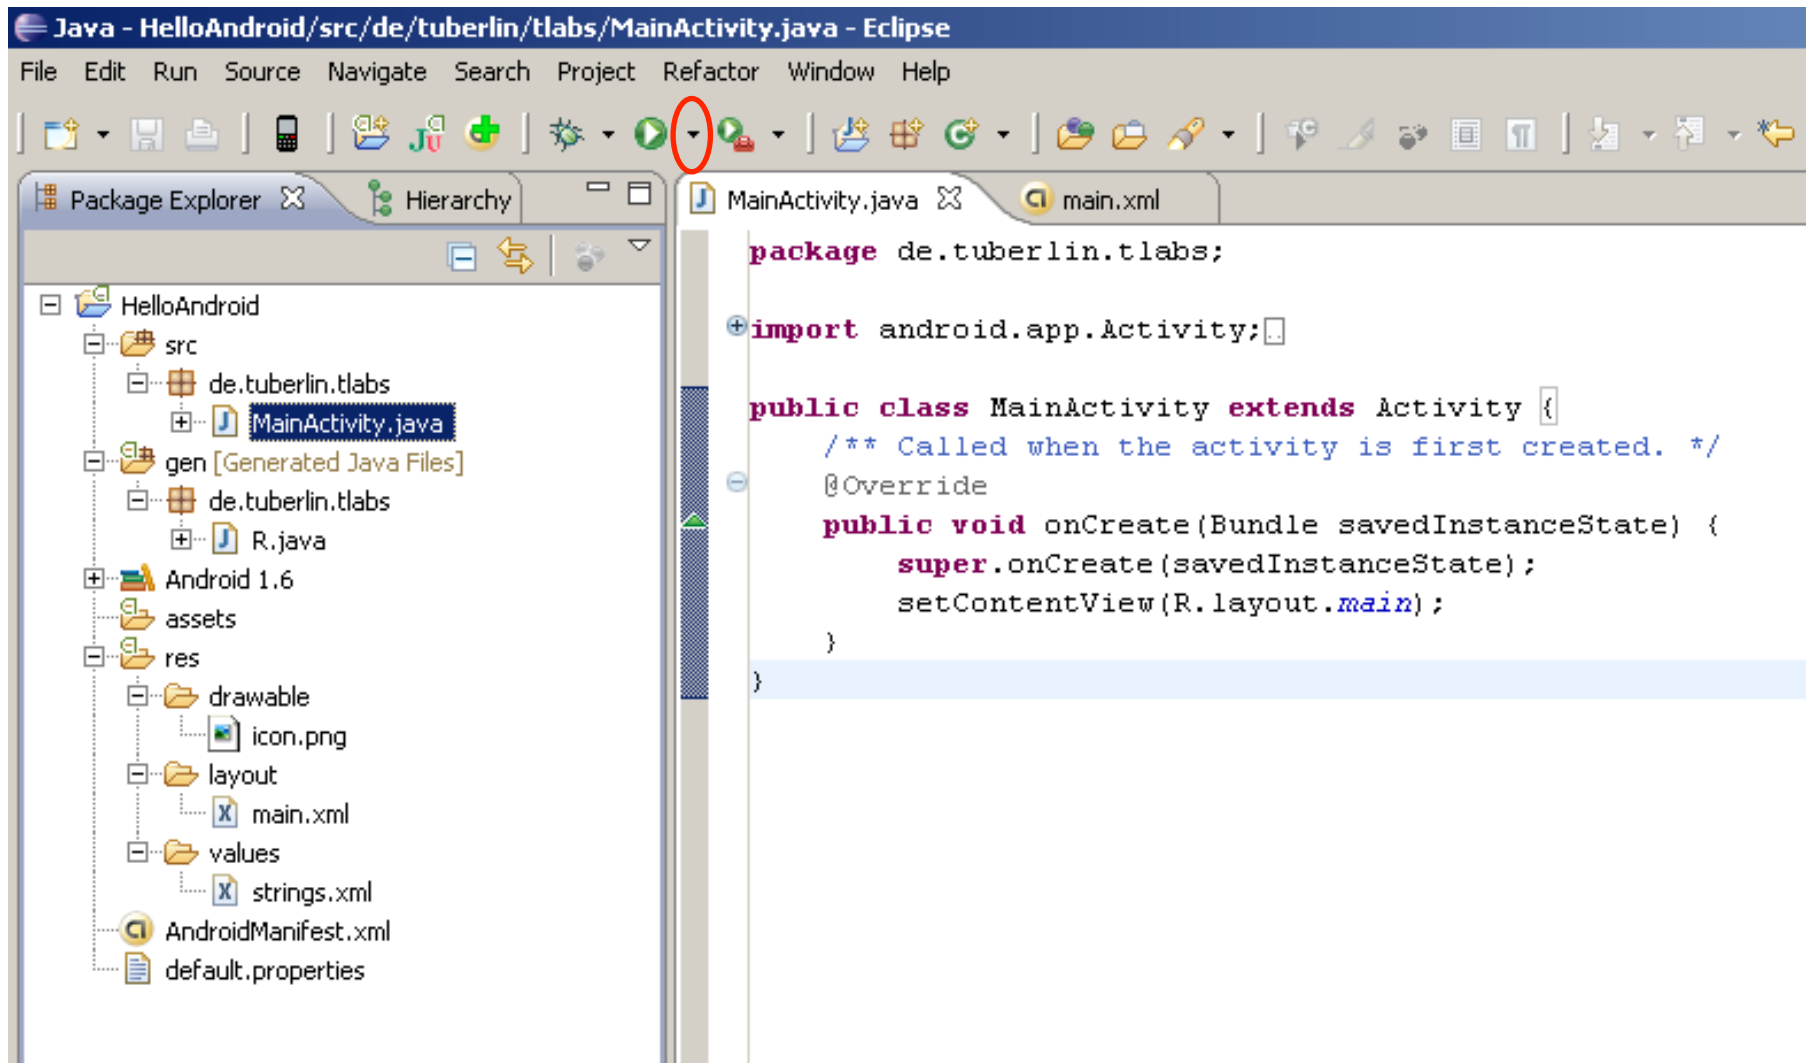 Java - HelloAndroid/src/de/tuberlin/tlabs/MainActivity.java - Eclipse
File Edit Run Source Navigate Search Project Refactor Window Help
Package Explorer
Hierarchy
HelloAndroid
src
de.tuberlin.tlabs
MainActivity.java
gen [Generated Java Files]
de.tuberlin.tlabs
R.java
Android 1.6
assets
res
drawable
icon.png
layout
main.xml
values
strings.xml
AndroidManifest.xml
default.properties
MainActivity.java
main.xml
package de.tuberlin.tlabs;
import android.app.Activity;
public class MainActivity extends Activity {
/** Called when the activity is first created. */
@Override
public void onCreate(Bundle savedInstanceState) {
super.onCreate(savedInstanceState);
setContentView(R.layout.main);
}
}